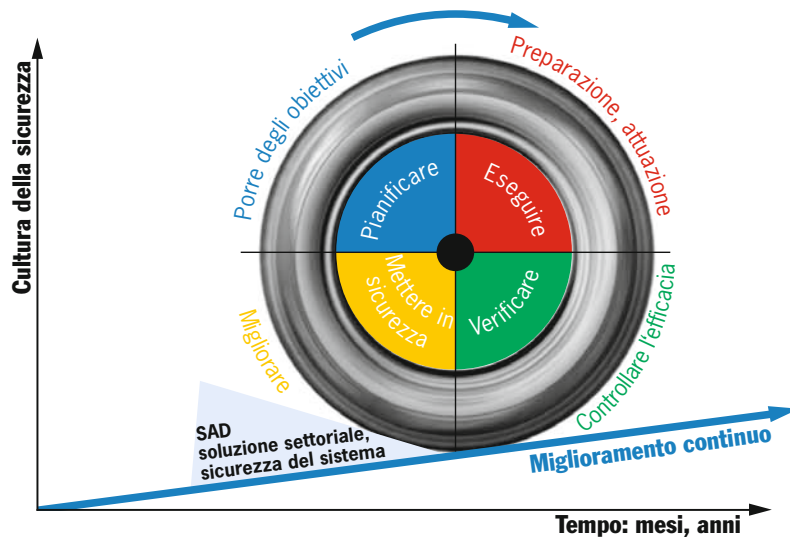 Cultura della sicurezza
Porre degli obiettivi
Preparazione, attuazione
Pianificare
Eseguire
Mettere in
sicurezza
Verificare
Migliorare
Controllare l'efficacia
SAD
soluzione settoriale,
sicurezza del sistema
Miglioramento continuo
Tempo: mesi, anni